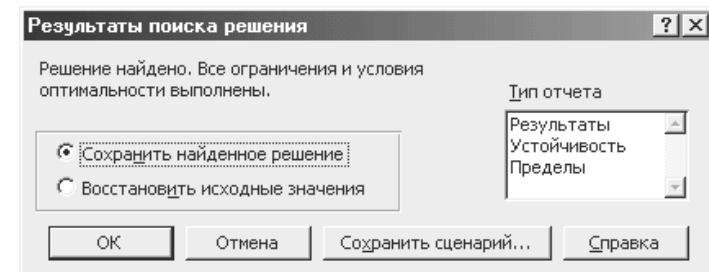 Результаты поиска решения
Решение найдено. Все ограничения и условия
оптимальности выполнены.
Тип отчета
Результаты
Устойчивость
Пределы
Сохранить найденное решение
Восстановить исходные значения
ОК
Отмена
Сохранить сценарий...
Справка